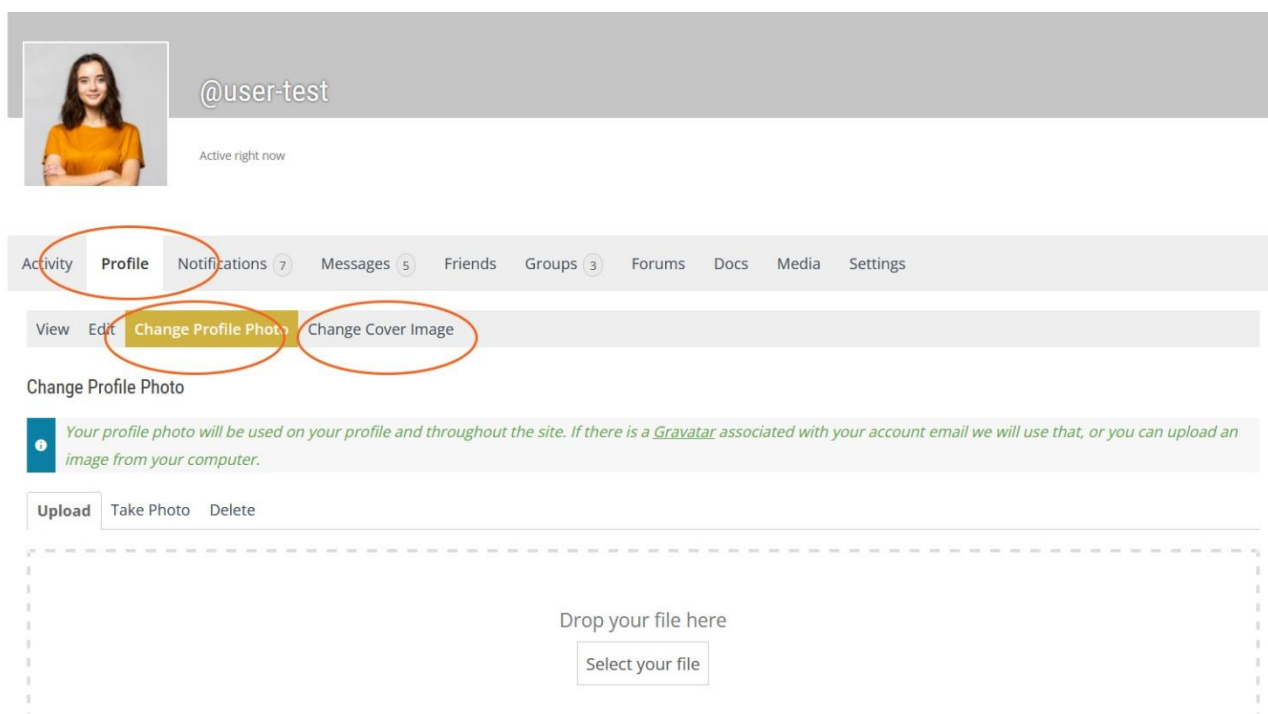 @user-test
Active right now
Activity Profile Notifications 7 Messages 5 Friends Groups 3 Forums Docs Media Settings
View Edit Change Profile Photo Change Cover Image
Change Profile Photo
Your profile photo will be used on your profile and throughout the site. If there is a Gravatar associated with your account email we will use that, or you can upload an
image from your computer.
Upload Take Photo Delete
Drop your file here
Select your file